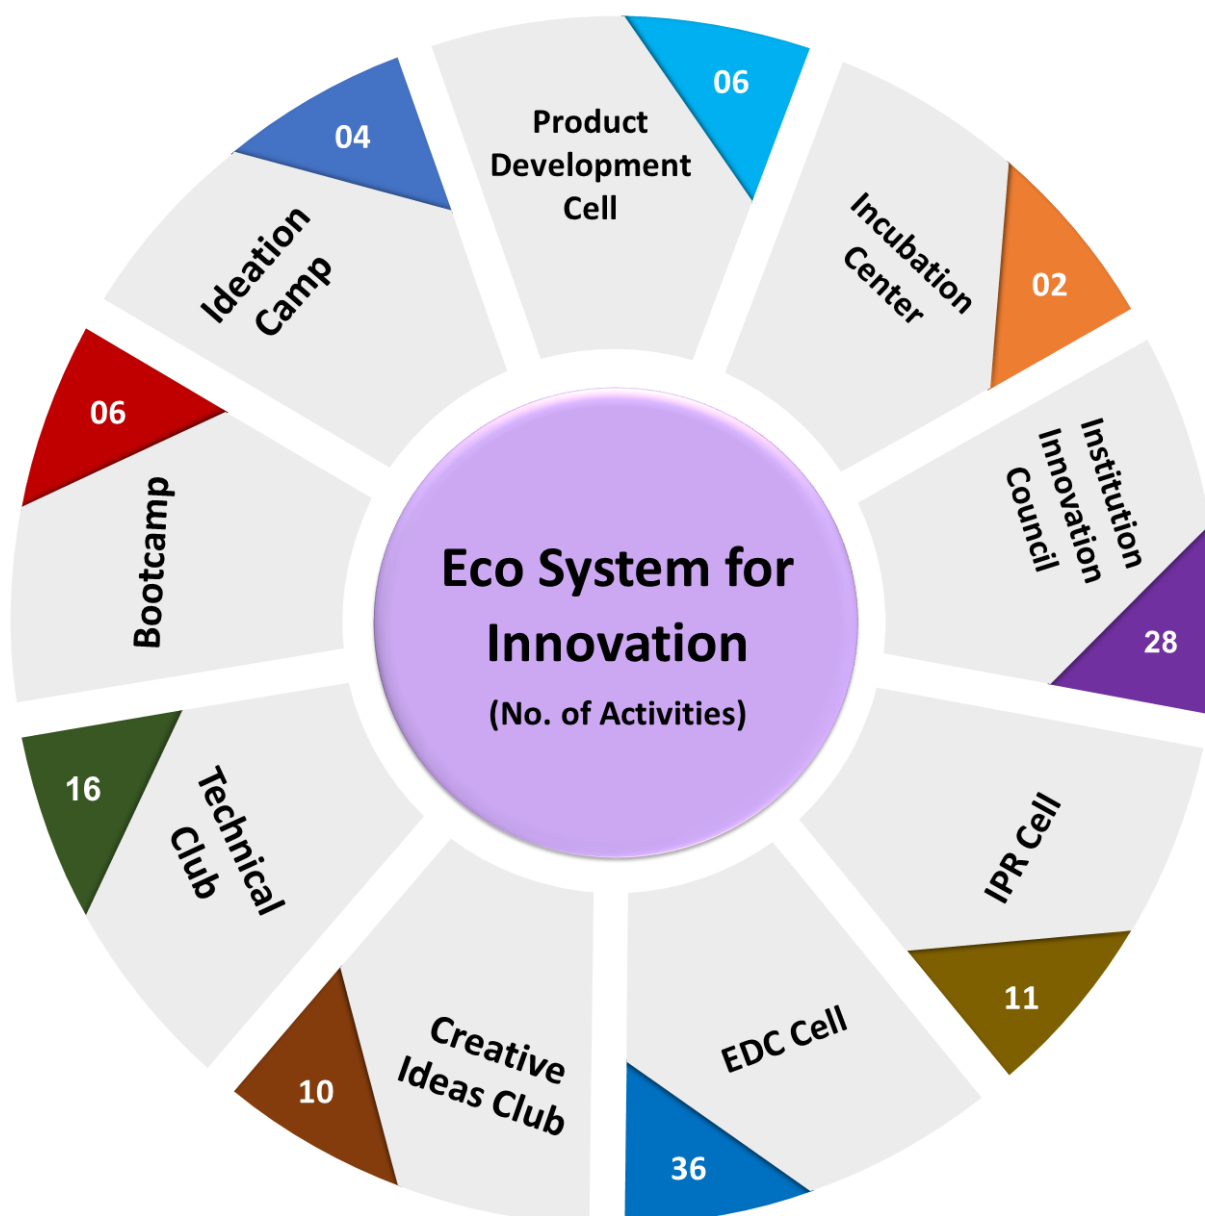 Eco System for
Innovation
(No. of Activities)
Product
Development
Cell
06
Incubation
Center
02
Institution
Innovation
Council
28
IPR Cell
11
EDC Cell
36
Creative
Ideas Club
10
Technical
Club
16
Bootcamp
06
Ideation
Camp
04